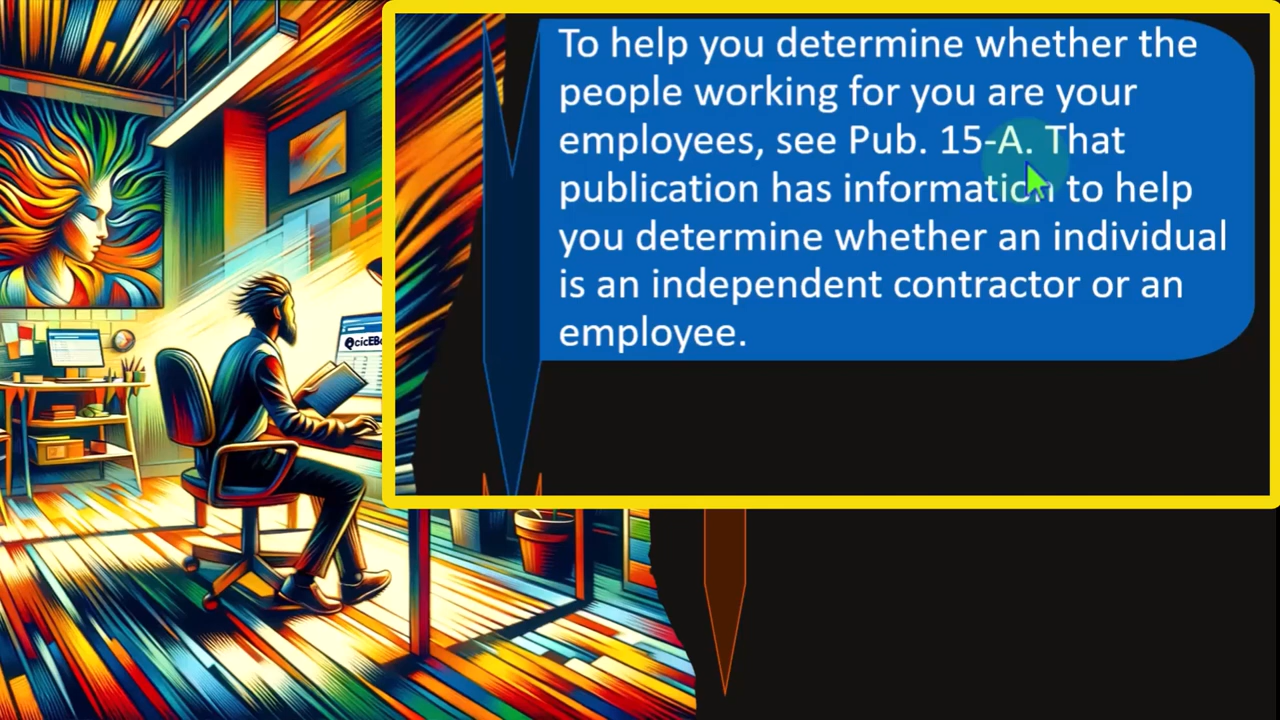 To help you determine whether the
people working for you are your
employees, see Pub. 15-A. That
publication has information to help
you determine whether an individual
is an independent contractor or an
employee.